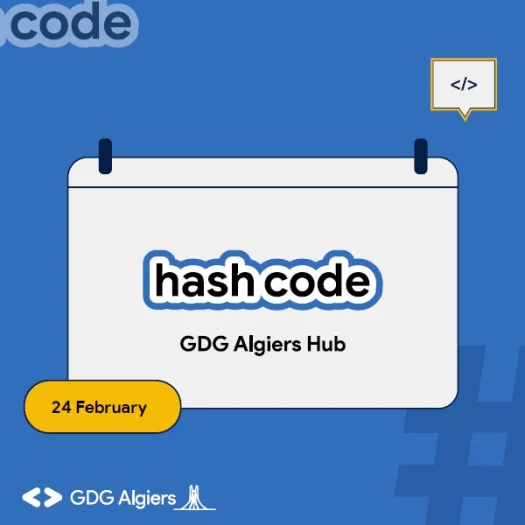 code
</>
hash code
GDG Algiers Hub
24 February
GDG Algiers
#